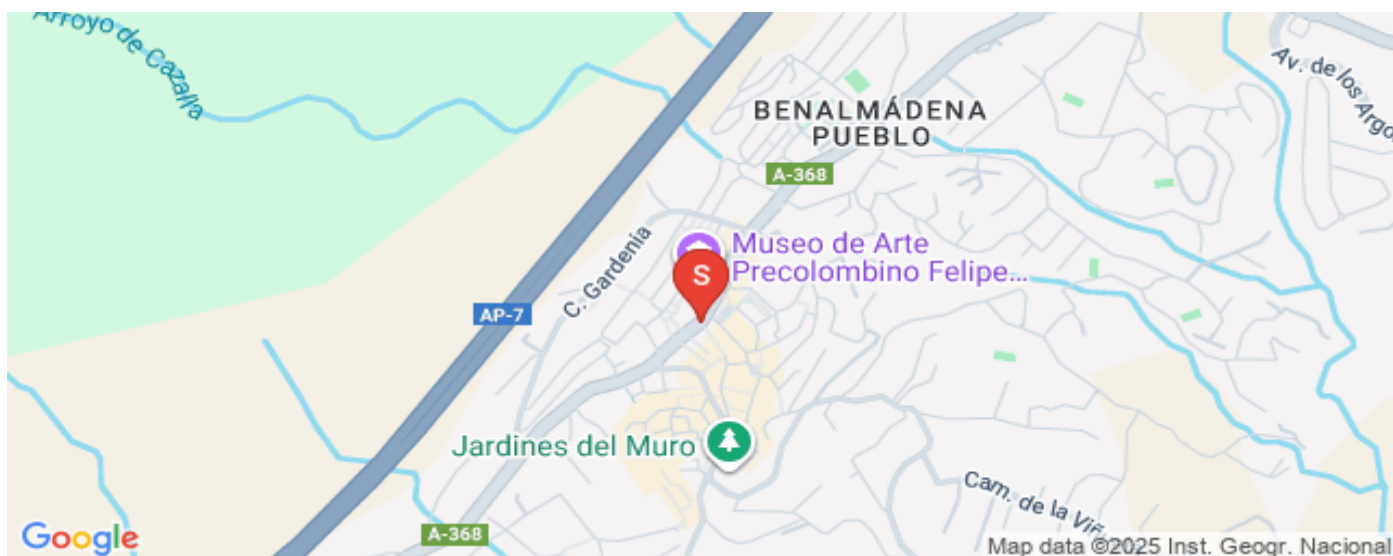 Arroyo de Cazalla
Av. de los Argo
BENALMÁDENA
PUEBLO
A-368
C. Gardenia
Museo de Arte
Precolombino Felipe...
S
AP-7
Jardines del Muro
Cam. de la Viñ
A-368
Google
Map data ©2025 Inst. Geogr. Nacional